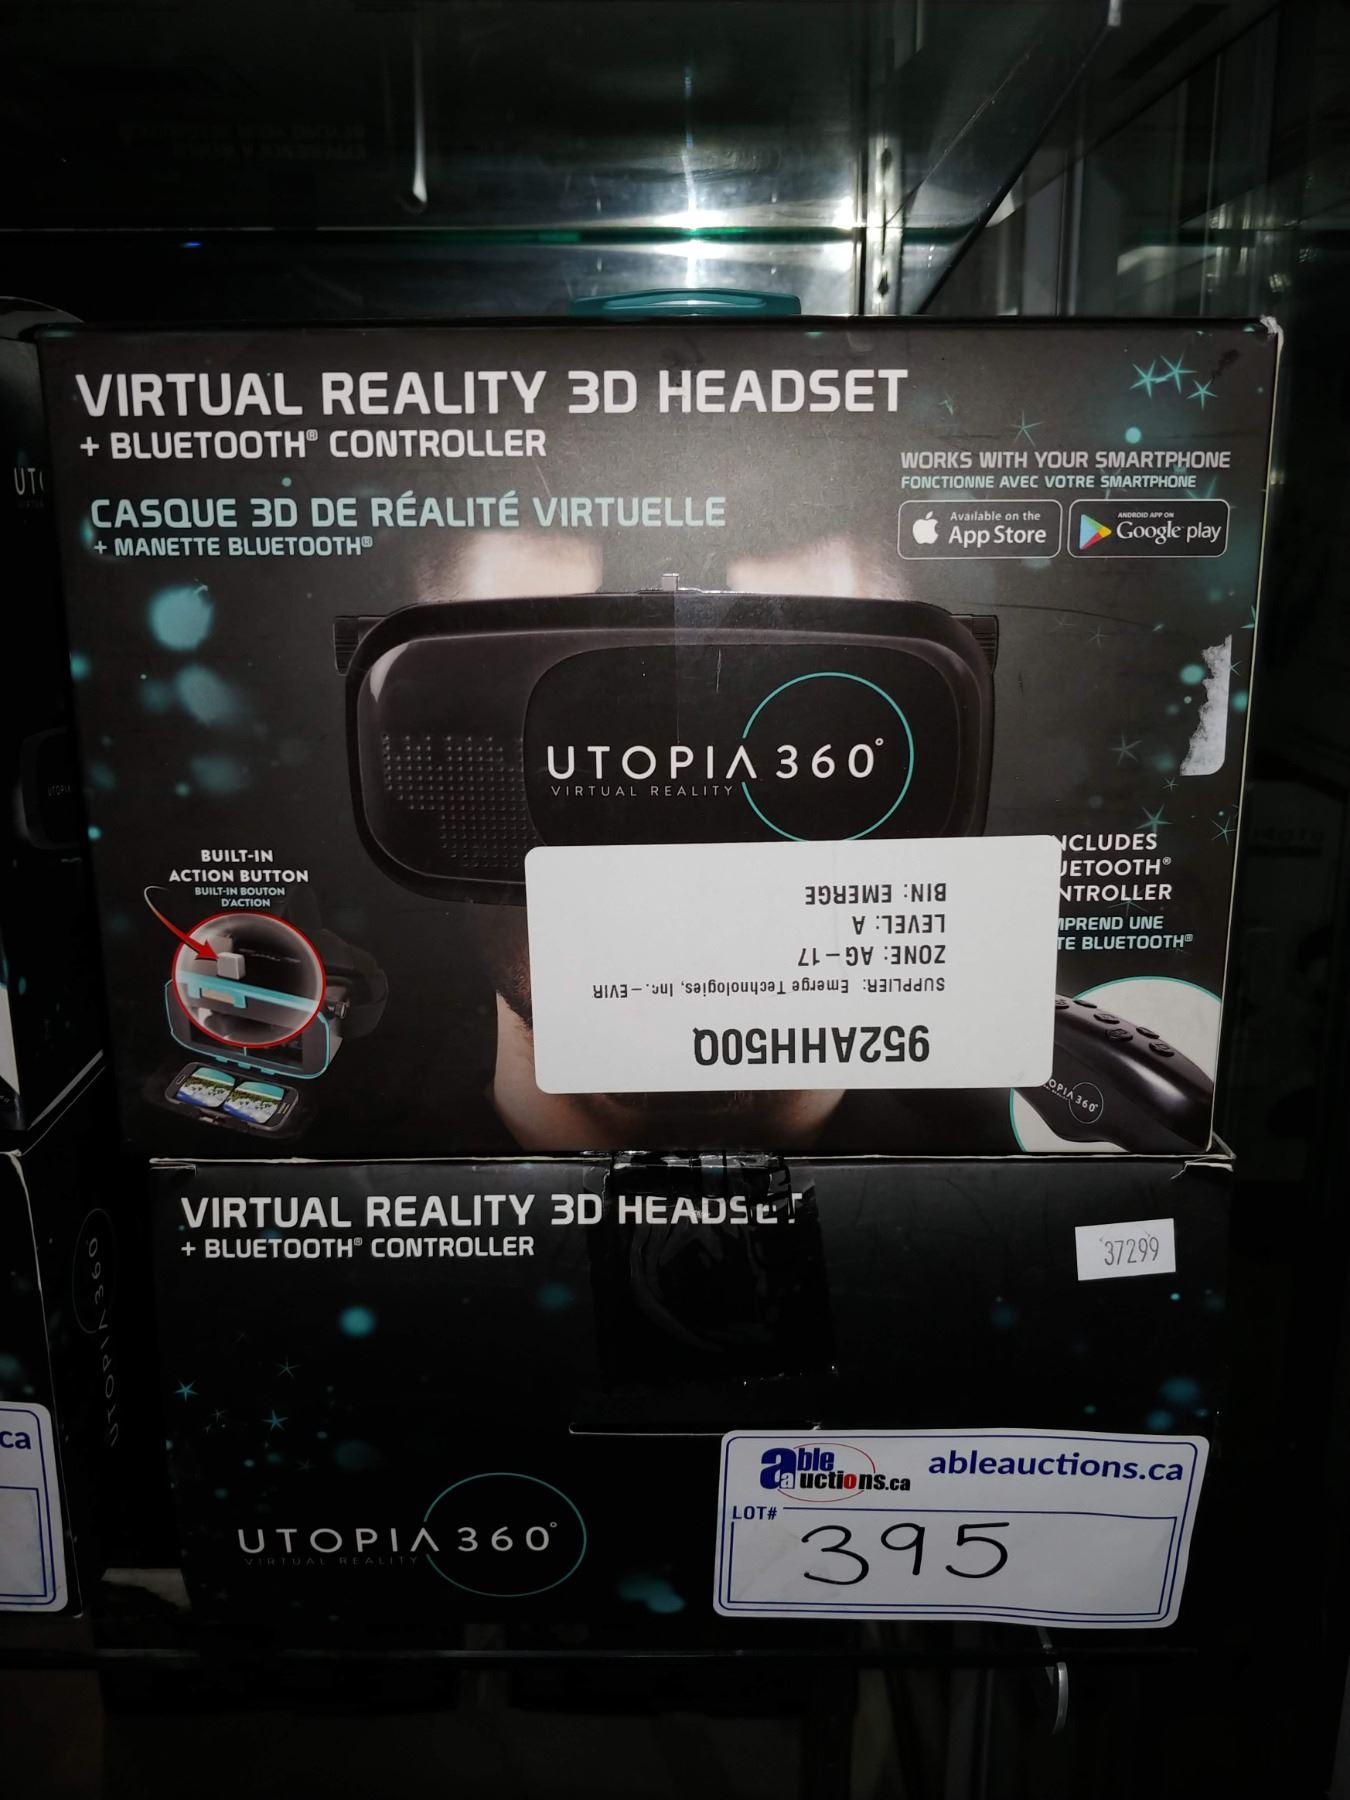 VIRTUAL REALITY 3D HEADSET
+ BLUETOOTH® CONTROLLER
CASQUE 3D DE RÉALITÉ VIRTUELLE
+ MANETTE BLUETOOTH®
WORKS WITH YOUR SMARTPHONE
FONCTIONNE AVEC VOTRE SMARTPHONE
Available on the
App Store
ANDROID APP ON
Google play
UTOPIA 360°
VIRTUAL REALITY
BUILT-IN
ACTION BUTTON
BUILT-IN BOUTON
D'ACTION
NCLUDES
UETOOTH®
NTROLLER
MPREND UNE
TE BLUETOOTH®
952AHH50Q
SUPPLIER: Emerge Technologies, Inc.-EVIR
ZONE: AG-17
LEVEL: A
BIN: EMERGE
OPIA 360°
UT
UTOPIA
VIRTUAL REALITY 3D HEADSET
+ BLUETOOTH® CONTROLLER
37299
UTOPIA 360
UTOPIA 360°
VIRTUAL REALITY
able auctions.ca
ableauctions.ca
LOT#
395
ca